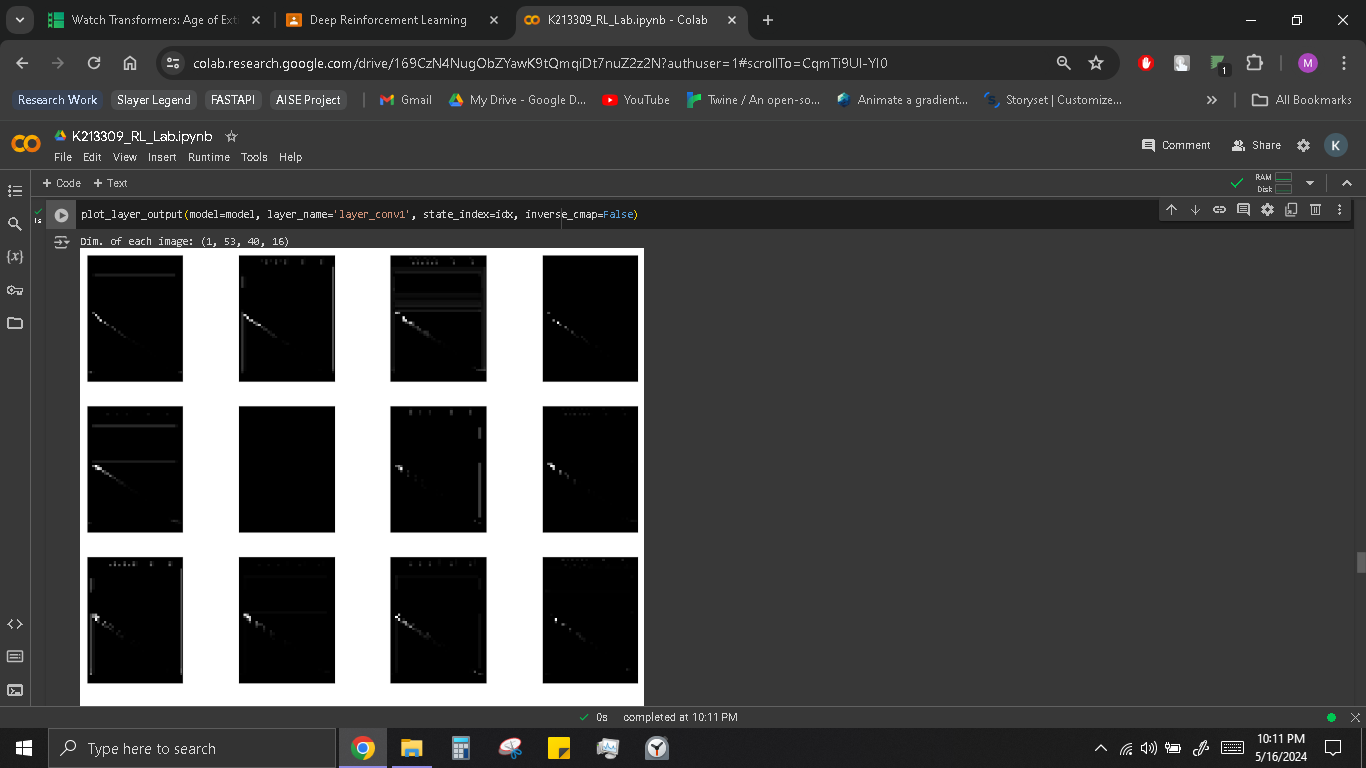 Watch Transformers: Age of Ext
Deep Reinforcement Learning
K213309_RL_Lab.ipynb - Colab
colab.research.google.com/drive/169CzN4NugObZYawK9tQmqiDt7nuZ2z2N?authuser=1#scrollTo=CqmTi9UI-YI0
1
M
Research Work
Slayer Legend
FASTAPI
AISE Project
Gmail
My Drive - Google D...
YouTube
Twine / An open-so...
Animate a gradient...
Storyset | Customize...
»
All Bookmarks
K213309_RL_Lab.ipynb
File Edit View Insert Runtime Tools Help
Comment
Share
K
+ Code + Text
RAM
Disk
1s
plot_layer_output(model=model, layer_name='layer_conv1', state_index=idx, inverse_cmap=False)
{x}
Dim. of each image: (1, 53, 40, 16)
0s completed at 10:11 PM
Type here to search
10:11 PM
5/16/2024